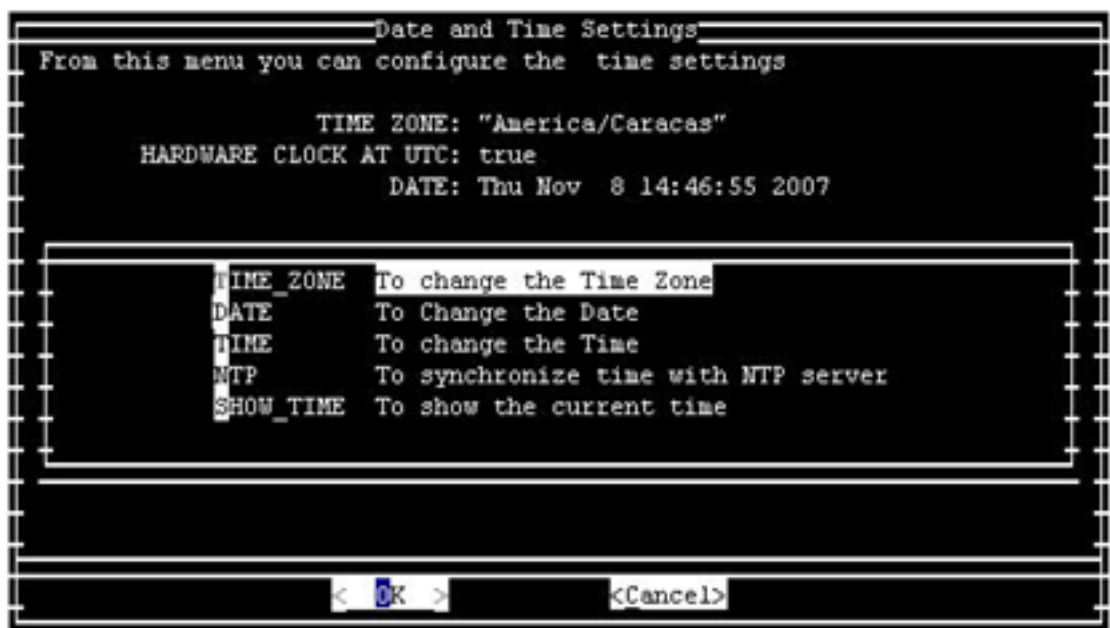 Date and Time Settings
From this menu you can configure the time settings
TIME ZONE: "America/Caracas"
HARDWARE CLOCK AT UTC: true
DATE: Thu Nov 8 14:46:55 2007
TIME_ZONE To change the Time Zone
DATE To Change the Date
TIME To change the Time
NTP To synchronize time with NTP server
SHOW_TIME To show the current time
< OK > <Cancel>